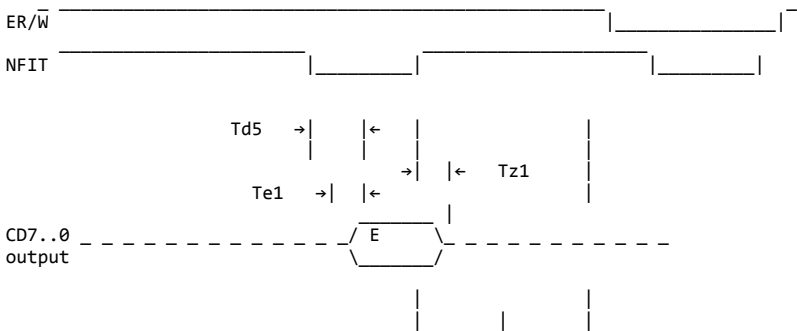 ER/W
NFIT
Td5 →| |←
→| |← Tz1
Te1 →| |←
CD7..0 E
output